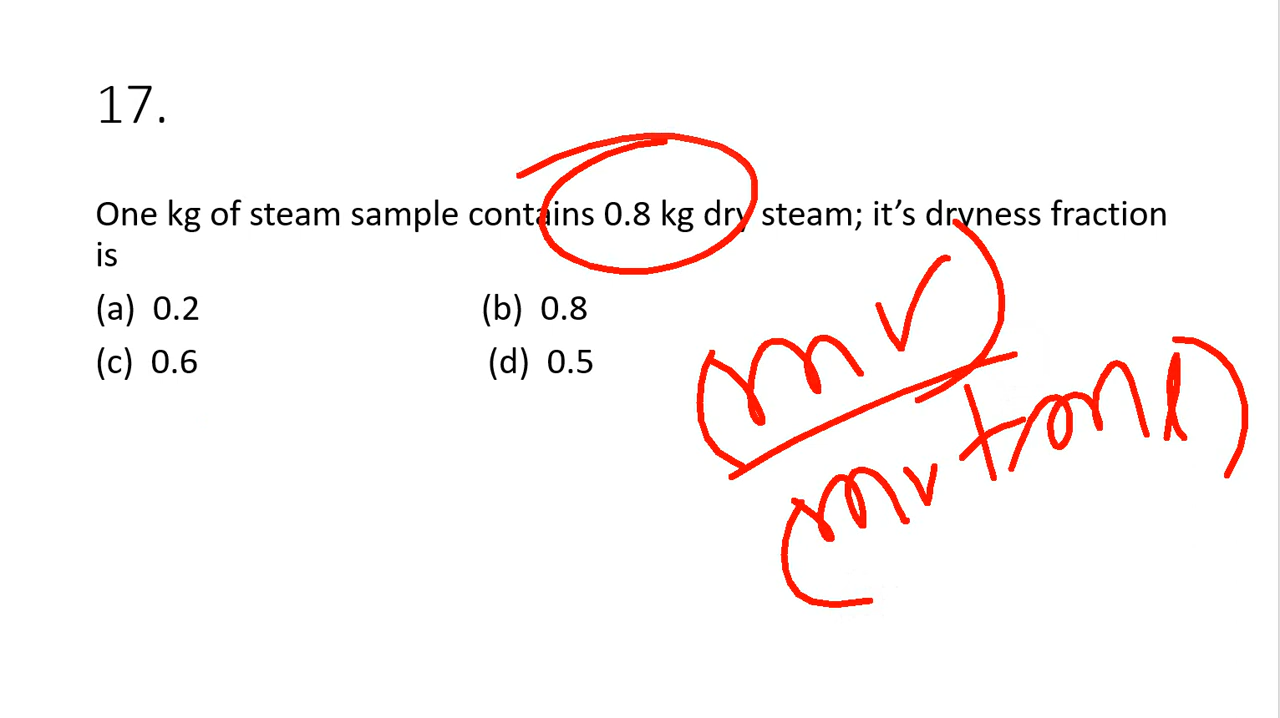 17.
One kg of steam sample contains 0.8 kg dry steam; it’s dryness fraction
is
(a) 0.2 (b) 0.8
(c) 0.6 (d) 0.5
(mv)
(mv+ml)